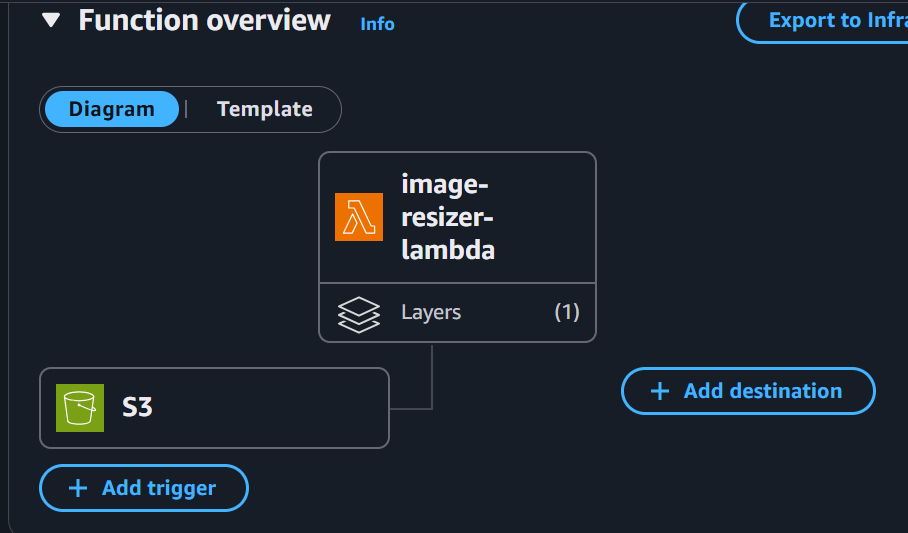 Function overview Info
Export to Infra
Diagram | Template
image-
resizer-
lambda
Layers (1)
S3
+ Add destination
+ Add trigger